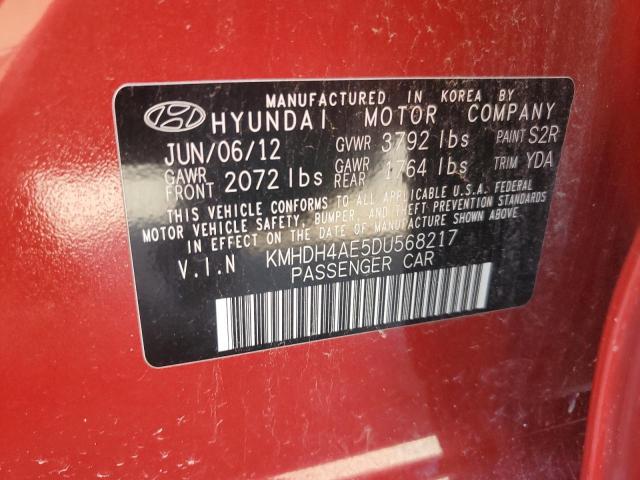 MANUFACTURED IN KOREA BY
HYUNDAI MOTOR COMPANY
JUN/06/12 GVWR 3792 lbs PAINT S2R
GAWR FRONT 2072 lbs GAWR REAR 1764 lbs TRIM YDA
THIS VEHICLE CONFORMS TO ALL APPLICABLE U.S.A. FEDERAL
MOTOR VEHICLE SAFETY, BUMPER, AND THEFT PREVENTION STANDARDS
IN EFFECT ON THE DATE OF MANUFACTURE SHOWN ABOVE.
V.I.N KMHDH4AE5DU568217
PASSENGER CAR